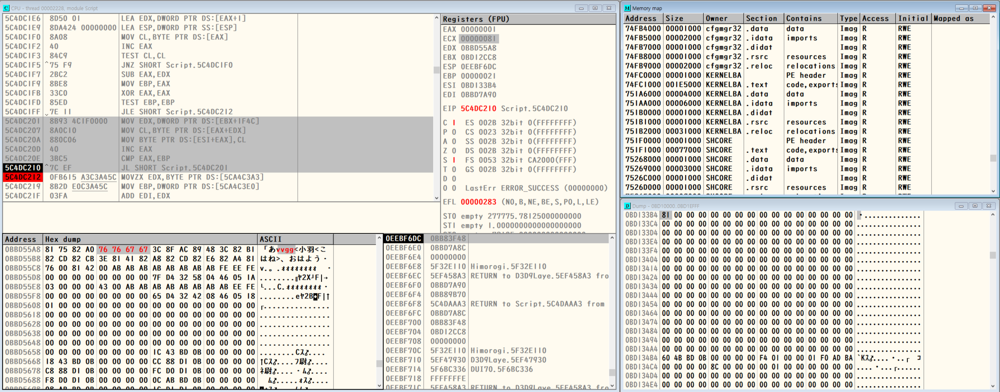 CPU - thread 00002228, module Script
5C4DC1E6 8D50 01 LEA EDX,DWORD PTR DS:[EAX+1]
5C4DC1E9 8DA424 00000000 LEA ESP,DWORD PTR SS:[ESP]
5C4DC1F0 8A08 MOV CL,BYTE PTR DS:[EAX]
5C4DC1F2 40 INC EAX
5C4DC1F3 84C9 TEST CL,CL
5C4DC1F5 ^75 F9 JNZ SHORT Script.5C4DC1F0
5C4DC1F7 2BC2 SUB EAX,EDX
5C4DC1F9 8BE8 MOV EBP,EAX
5C4DC1FB 33C0 XOR EAX,EAX
5C4DC1FD 85ED TEST EBP,EBP
5C4DC1FF 7E 11 JLE SHORT Script.5C4DC212
5C4DC201 8B93 4C1F0000 MOV EDX,DWORD PTR DS:[EBX+1F4C]
5C4DC207 8A0C10 MOV CL,BYTE PTR DS:[EAX+EDX]
5C4DC20A 880C06 MOV BYTE PTR DS:[ESI+EAX],CL
5C4DC20D 40 INC EAX
5C4DC20E 3BC5 CMP EAX,EBP
5C4DC210 ^7C EF JL SHORT Script.5C4DC201
5C4DC212 0FB615 A3C3A45C MOVZX EDX,BYTE PTR DS:[5CA4C3A3]
5C4DC219 8B2D E0C3A45C MOV EBP,DWORD PTR DS:[5CA4C3E0]
5C4DC21F 03FA ADD EDI,EDX
Registers (FPU)
EAX 00000001
ECX 00000081
EDX 0BBD55A8
EBX 0BD12CC8
ESP 0EEBF6DC
EBP 00000021
ESI 0BD133B4
EDI 0BBD7A90
EIP 5C4DC210 Script.5C4DC210
C 1 ES 002B 32bit 0(FFFFFFFF)
P 0 CS 0023 32bit 0(FFFFFFFF)
A 0 SS 002B 32bit 0(FFFFFFFF)
Z 0 DS 002B 32bit 0(FFFFFFFF)
S 1 FS 0053 32bit CA2000(FFF)
T 0 GS 002B 32bit 0(FFFFFFFF)
D 0
O 0 LastErr ERROR_SUCCESS (00000000)
EFL 00000283 (NO,B,NE,BE,S,PO,L,LE)
ST0 empty 277775.78125000000000
ST1 empty 1.0000000000000000000
Address Hex dump ASCII
0BBD55A8 81 75 82 A0 76 76 67 67 3C 8F AC 89 48 3C 82 B1 「あvvgg<小羽<こ
0BBD55B8 82 CD 82 CB 3E 81 41 82 A8 82 CD 82 E6 82 A4 81 はね>、おはよう・
0BBD55C8 76 00 81 42 00 AB AB AB AB AB AB AB AB FE EE FE v.。.ｫｫｫｫｫｫｫｫ ・
0BBD55D8 00 00 00 00 00 00 00 00 7F D4 32 58 04 46 05 1A
0BBD55E8 03 00 00 00 43 00 AB AB AB AB AB AB AB AB EE FE
0BBD55F8 00 00 00 00 00 00 00 00 65 D4 32 42 08 46 05 18
0BBD5608 01 00 00 00 00 00 00 00 00 00 00 00 00 00 00 00
0BBD5618 00 00 00 00 00 00 00 00 00 00 00 00 00 00 00 00 ................
0BBD5628 00 00 00 00 00 00 00 00 00 00 00 00 00 00 00 00 ................
0BBD5638 00 00 00 00 00 00 00 00 00 00 00 00 00 00 00 00 ................
0BBD5648 00 00 00 00 00 00 00 00 00 00 00 00 00 00 00 00 ................
0BBD5658 00 00 00 00 00 00 00 00 1C 43 BD 0B 00 00 00 00
0BBD5668 18 43 BD 0B 00 00 00 00 CC 88 D1 0B 00 00 00 00
0BBD5678 C8 88 D1 0B 00 00 00 00 FC D0 D1 0B 00 00 00 00
0BBD5688 F8 D0 D1 0B 00 00 00 00 0C AB BD 0B 00 00 00 00
0EEBF6DC 0BB83F48
0EEBF6E0 0BBD7A8C
0EEBF6E4 00000000
0EEBF6E8 5F32E110 Himorogi.5F32E110
0EEBF6EC 5EF458A3 RETURN to D3D9Laye.5EF458A3 fro
0EEBF6F0 0BBD7A90
0EEBF6F4 0BB89B70
0EEBF6F8 5C4DAAA3 RETURN to Script.5C4DAAA3 from
0EEBF6FC 0BBD7A8C
0EEBF700 0BB83F48
0EEBF704 0BD12CC8
0EEBF708 00000000
0EEBF70C 5F32E110 Himorogi.5F32E110
0EEBF710 5EF47930 D3D9Laye.5EF47930
0EEBF714 5F6BC336 DUI70.5F6BC336
0EEBF718 FFFFFFFE
0EEBF71C 5EF458A3 RETURN to D3D9Laye.5EF458A3 fro
Memory map
Address Size Owner Section Contains Type Access Initial Mapped as
74FB4000 00001000 cfgmgr32 .data data Imag R RWE
74FB5000 00002000 cfgmgr32 .idata imports Imag R RWE
74FB7000 00001000 cfgmgr32 .didat Imag R RWE
74FB8000 00001000 cfgmgr32 .rsrc resources Imag R RWE
74FB9000 00002000 cfgmgr32 .reloc relocations Imag R RWE
74FC0000 00001000 KERNELBA PE header Imag R RWE
74FC1000 001E5000 KERNELBA .text code,exports Imag R RWE
751A6000 00004000 KERNELBA .data data Imag R RWE
751AA000 00006000 KERNELBA .idata imports Imag R RWE
751B0000 00001000 KERNELBA .didat Imag R RWE
751B1000 00001000 KERNELBA .rsrc resources Imag R RWE
751B2000 00031000 KERNELBA .reloc relocations Imag R RWE
751F0000 00001000 SHCORE PE header Imag R RWE
751F1000 00077000 SHCORE .text code,exports Imag R RWE
75268000 00001000 SHCORE .data data Imag R RWE
75269000 00003000 SHCORE .idata imports Imag R RWE
7526C000 00001000 SHCORE .didat Imag R RWE
7526D000 00001000 SHCORE .rsrc resources Imag R RWE
Dump - 0BD10000..0BD1EFFF
0BD133B4 81 00 00 00 00 00 00 00 00 00 00 00 00 00 00 00 ・...............
0BD133C4 00 00 00 00 00 00 00 00 00 00 00 00 00 00 00 00 ................
0BD133D4 00 00 00 00 00 00 00 00 00 00 00 00 00 00 00 00 ................
0BD133E4 00 00 00 00 00 00 00 00 00 00 00 00 00 00 00 00 ................
0BD133F4 00 00 00 00 00 00 00 00 00 00 00 00 00 00 00 00 ................
0BD13404 00 00 00 00 00 00 00 00 00 00 00 00 00 00 00 00 ................
0BD13414 00 00 00 00 00 00 00 00 00 00 00 00 00 00 00 00 ................
0BD13424 00 00 00 00 00 00 00 00 00 00 00 00 00 00 00 00 ................
0BD13434 00 00 00 00 00 00 00 00 00 00 00 00 00 00 00 00 ................
0BD13444 00 00 00 00 00 00 00 00 00 00 00 00 00 00 00 00 ................
0BD13454 00 00 00 00 00 00 00 00 00 00 00 00 00 00 00 00 ................
0BD13464 00 00 00 00 00 00 00 00 00 00 00 00 00 00 00 00 ................
0BD13474 00 00 00 00 00 00 00 00 00 00 00 00 00 00 00 00 ................
0BD13484 00 00 00 00 00 00 00 00 00 00 00 00 00 00 00 00 ................
0BD13494 00 00 00 00 00 00 00 00 00 00 00 00 00 00 00 00 ................
0BD134A4 00 00 00 00 00 00 00 00 00 00 00 00 00 00 00 00 ................
0BD134B4 60 4B BD 0B 00 00 00 00 F4 01 00 00 01 F0 AD BA
0BD134C4 00 00 00 00 8C 00 00 00 00 01 00 00 00 00 00 00
0BD134D4 00 00 00 00 00 00 00 00 00 00 00 00 00 00 00 00 ................
0BD134E4 00 00 00 00 00 00 00 00 00 00 00 00 00 00 00 00 ................